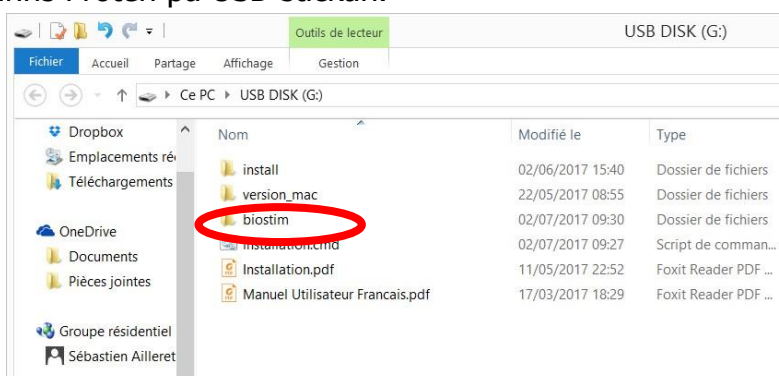 USB
Outils de lecteur
USB DISK (G:)
Fichier Accueil Partage Affichage Gestion
Ce PC ▸ USB DISK (G:)
Dropbox
Nom Modifié le Type
Emplacements ré
install 02/06/2017 15:40 Dossier de fichiers
Téléchargements
version_mac 22/05/2017 08:55 Dossier de fichiers
biostim 02/07/2017 09:30 Dossier de fichiers
OneDrive
installation.cmd 02/07/2017 09:27 Script de comman...
Documents
Installation.pdf 11/05/2017 22:52 Foxit Reader PDF ...
Pièces jointes
Manuel Utilisateur Francais.pdf 17/03/2017 18:29 Foxit Reader PDF ...
Groupe résidentiel
Sébastien Ailleret